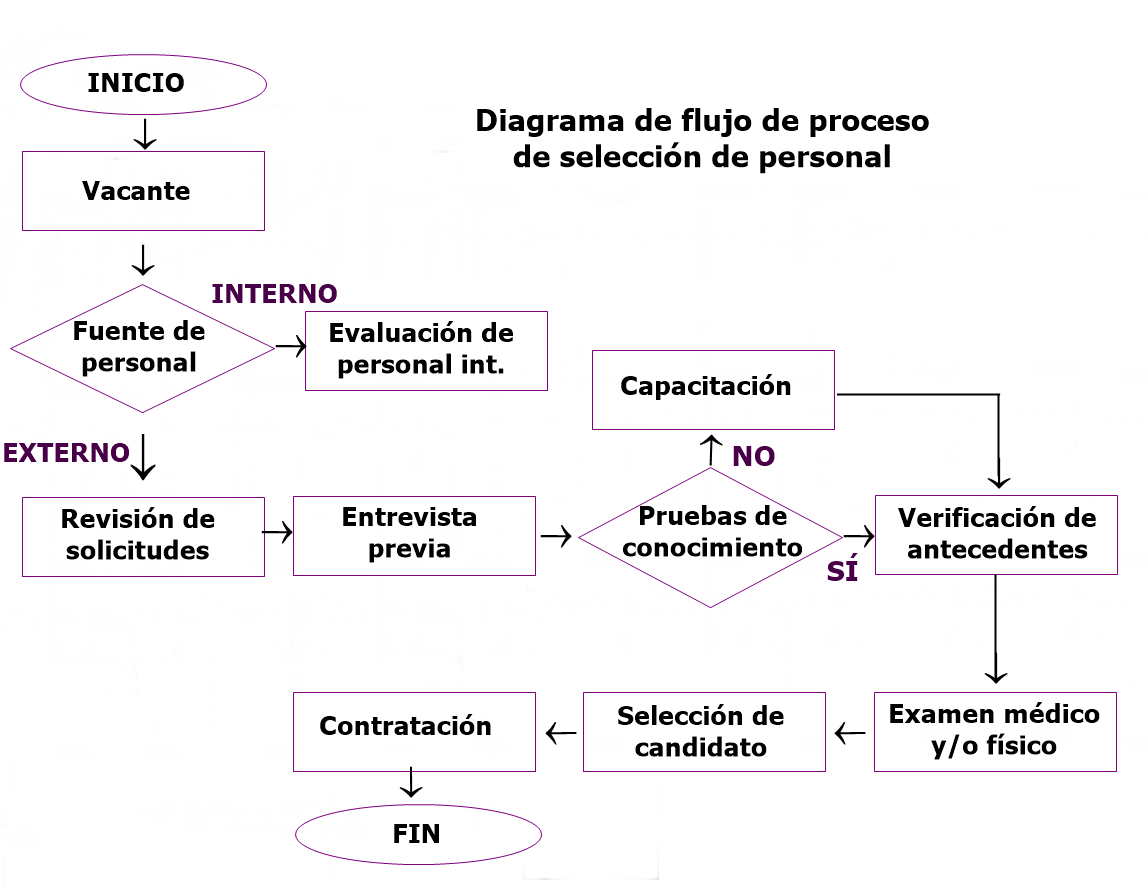 INICIO
Diagrama de flujo de proceso
de selección de personal
Vacante
INTERNO
Fuente de
personal
Evaluación de
personal int.
Capacitación
EXTERNO
NO
Revisión de
solicitudes
Entrevista
previa
Pruebas de
conocimiento
SÍ
Verificación de
antecedentes
Contratación
Selección de
candidato
Examen médico
y/o físico
FIN